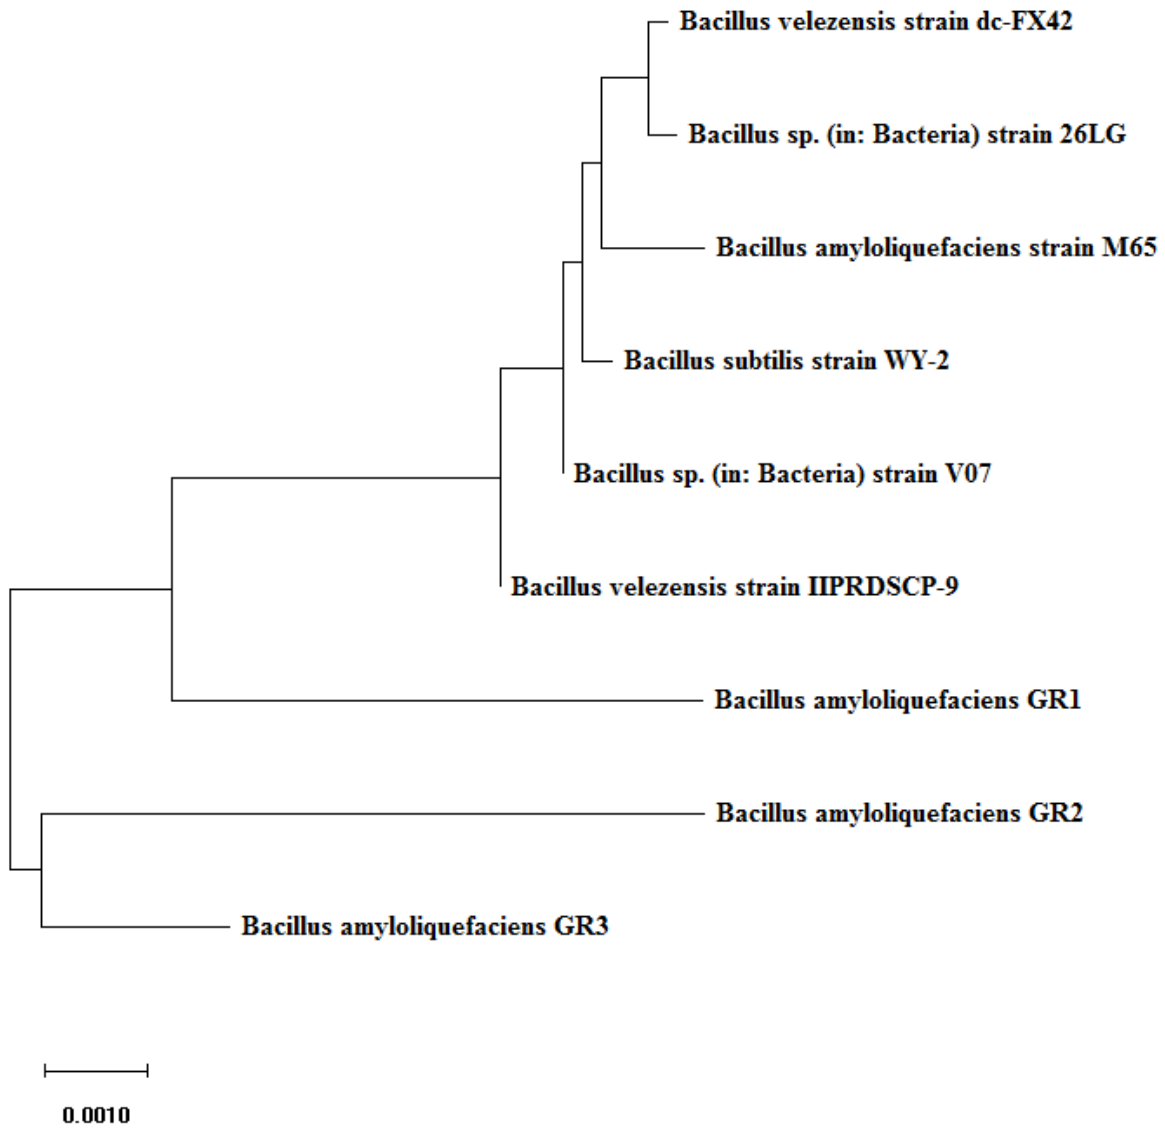 Bacillus velezensis strain dc-FX42
Bacillus sp. (in: Bacteria) strain 26LG
Bacillus amyloliquefaciens strain M65
Bacillus subtilis strain WY-2
Bacillus sp. (in: Bacteria) strain V07
Bacillus velezensis strain IIPRDSCP-9
Bacillus amyloliquefaciens GR1
Bacillus amyloliquefaciens GR2
Bacillus amyloliquefaciens GR3
0.0010